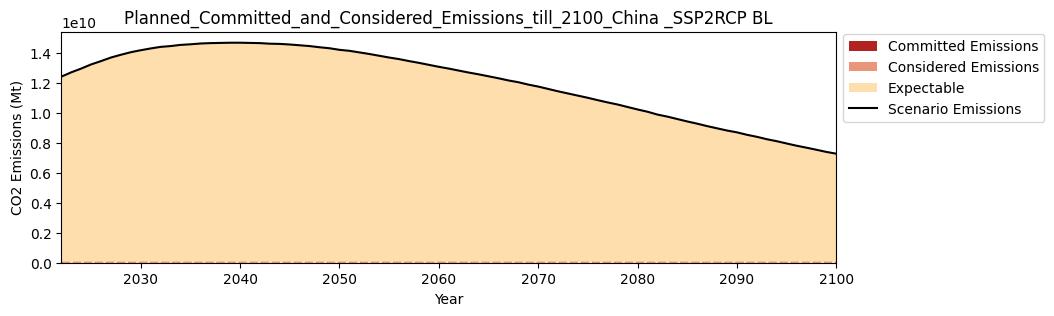 Planned_Committed_and_Considered_Emissions_till_2100_China _SSP2RCP BL
1e10
1.4
1.2
1.0
0.8
0.6
0.4
0.2
0.0
CO2 Emissions (Mt)
2030 2040 2050 2060 2070 2080 2090 2100
Year
Committed Emissions
Considered Emissions
Expectable
Scenario Emissions